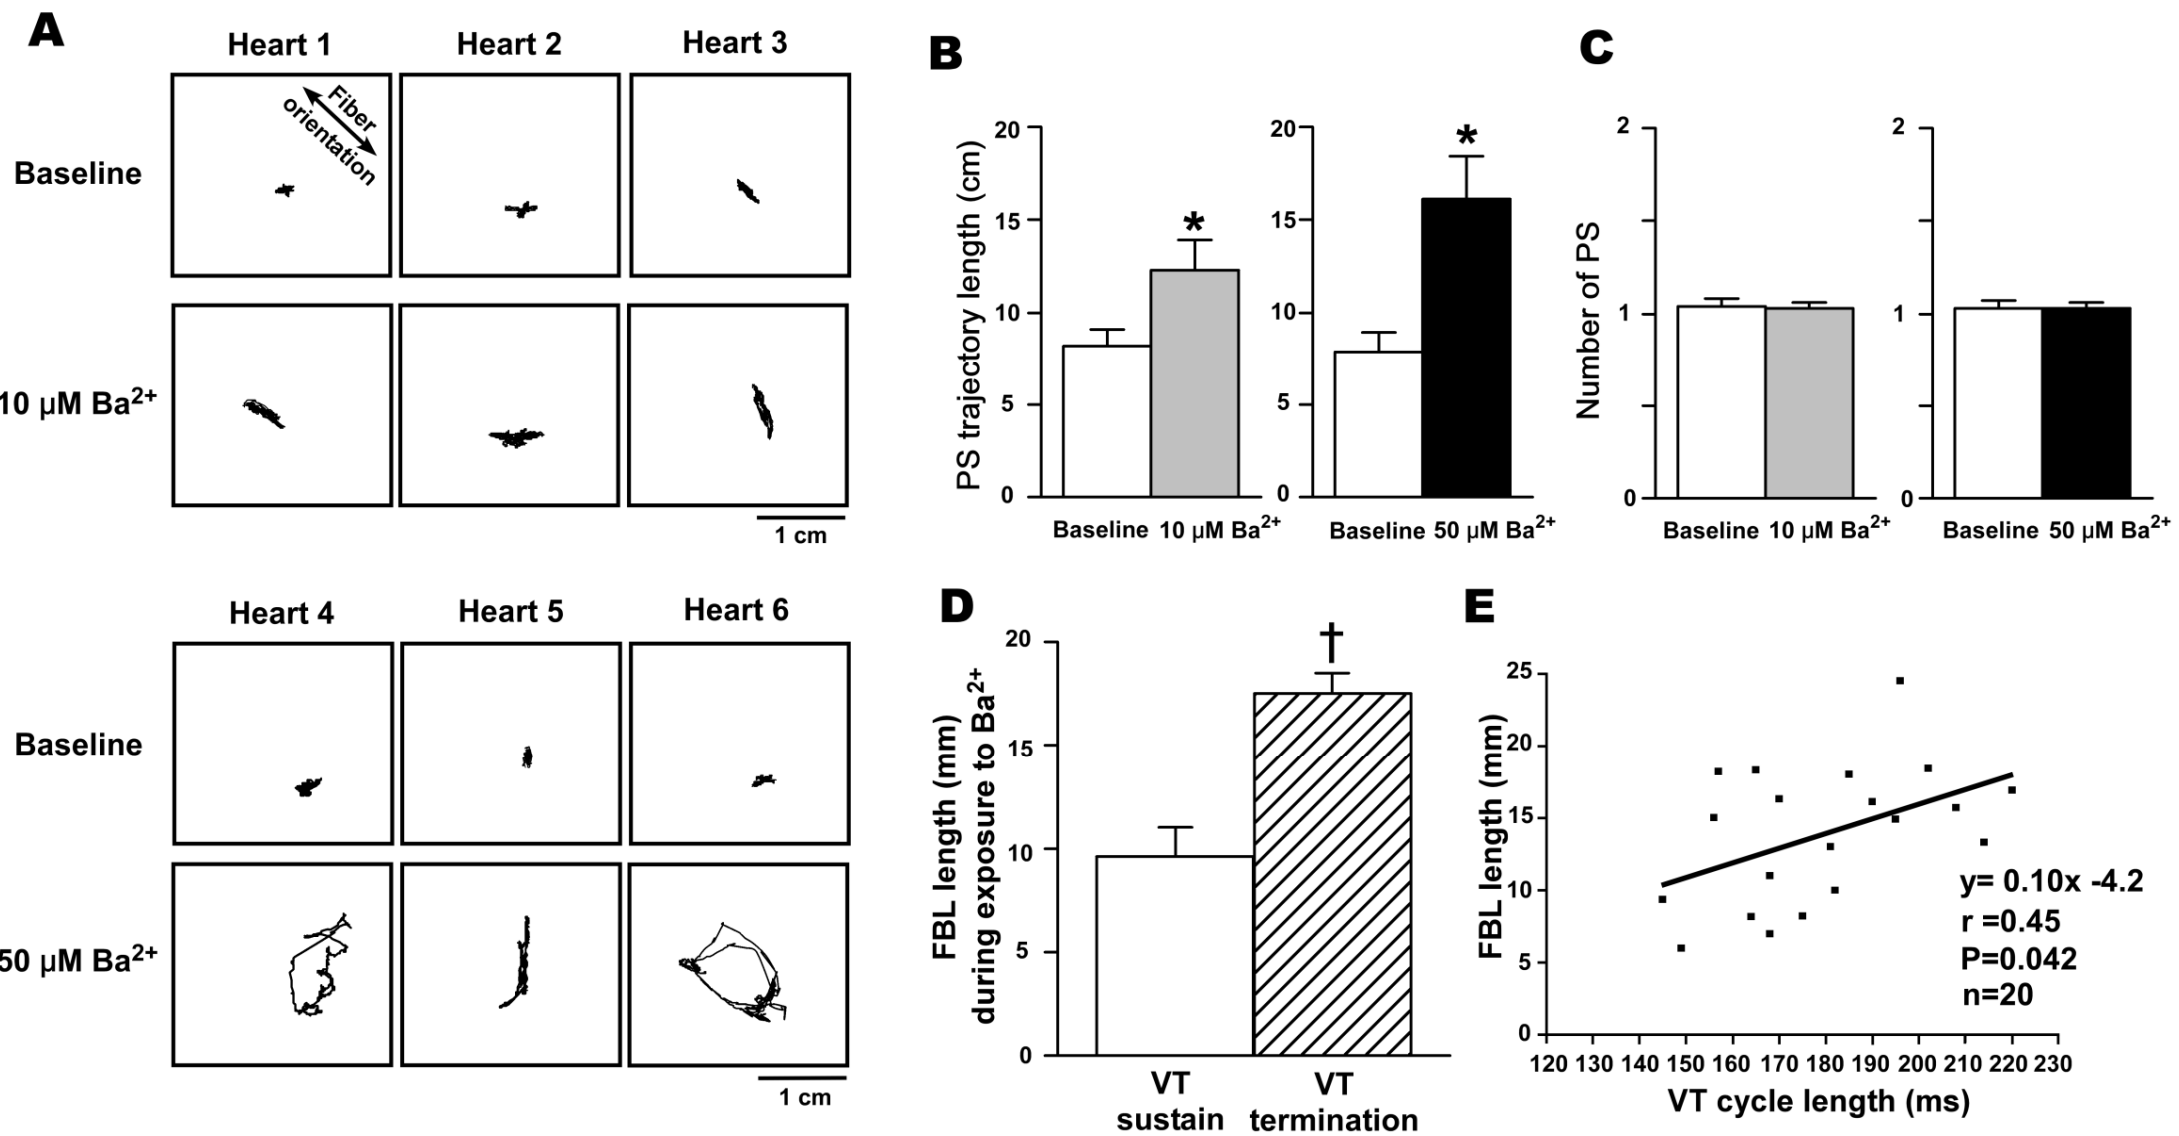 A
Heart 1
Heart 2
Heart 3
Fiber
orientation
Baseline
10 µM Ba2+
1 cm
Heart 4
Heart 5
Heart 6
Baseline
50 µM Ba2+
1 cm
B
PS trajectory length (cm)
20
15
10
5
0
*
Baseline 10 µM Ba2+
20
15
10
5
0
*
Baseline 50 µM Ba2+
C
Number of PS
2
1
0
Baseline 10 µM Ba2+
2
1
0
Baseline 50 µM Ba2+
D
FBL length (mm)
during exposure to Ba2+
20
15
10
5
0
†
VT
sustain
VT
termination
E
FBL length (mm)
25
20
15
10
5
0
y= 0.10x -4.2
r =0.45
P=0.042
n=20
120 130 140 150 160 170 180 190 200 210 220 230
VT cycle length (ms)